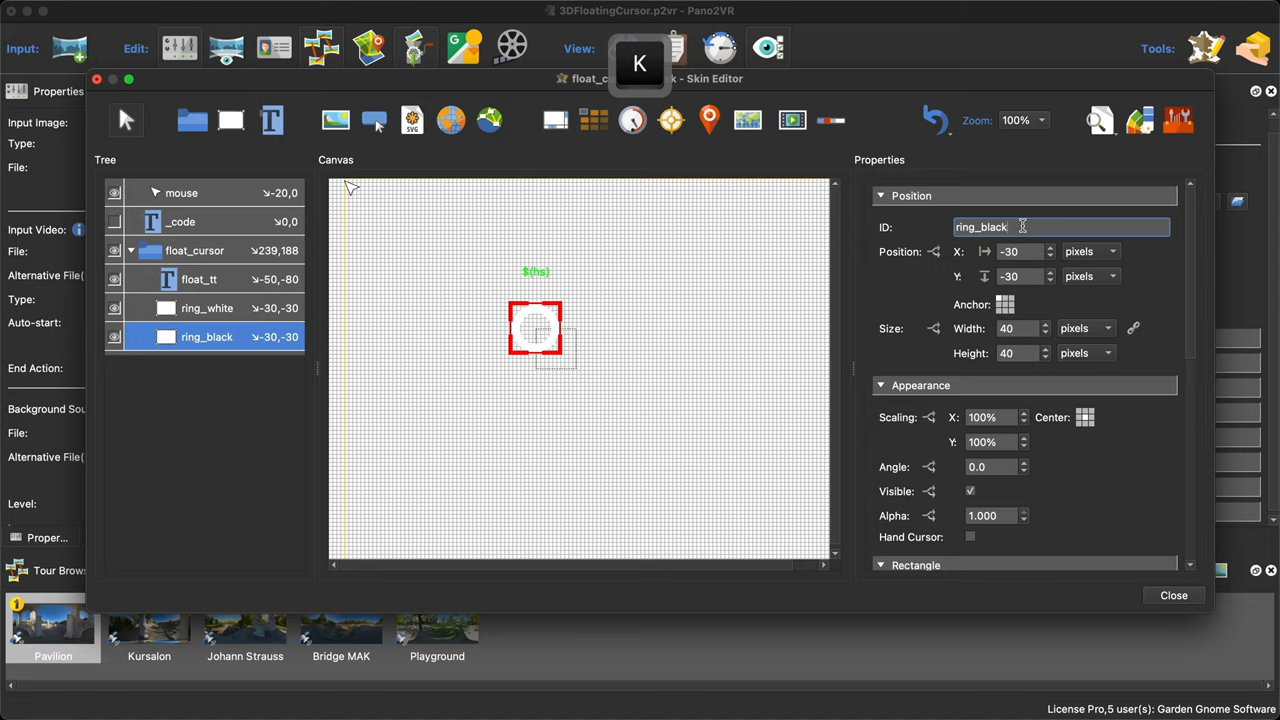 3DFloatingCursor.p2vr - Pano2VR
Input:
Edit:
View:
Tools:
K
float_cu
k - Skin Editor
Properties
Input Image:
Type:
File:
Input Video:
File:
Alternative File(
Type:
Auto-start:
End Action:
Background Sou
File:
Alternative File(
Level:
Proper...
Tour Brows
Zoom: 100%
Tree
Canvas
Properties
mouse -20,0
_code 0,0
float_cursor 239,188
float_tt -50,-80
ring_white -30,-30
ring_black -30,-30
$(hs)
Position
ID: ring_black
Position: X: -30 pixels
Y: -30 pixels
Anchor:
Size: Width: 40 pixels
Height: 40 pixels
Appearance
Scaling: X: 100% Center:
Y: 100%
Angle: 0.0
Visible:
Alpha: 1.000
Hand Cursor:
Rectangle
Close
1
Pavilion
Kursalon
Johann Strauss
Bridge MAK
Playground
License Pro,5 user(s): Garden Gnome Software